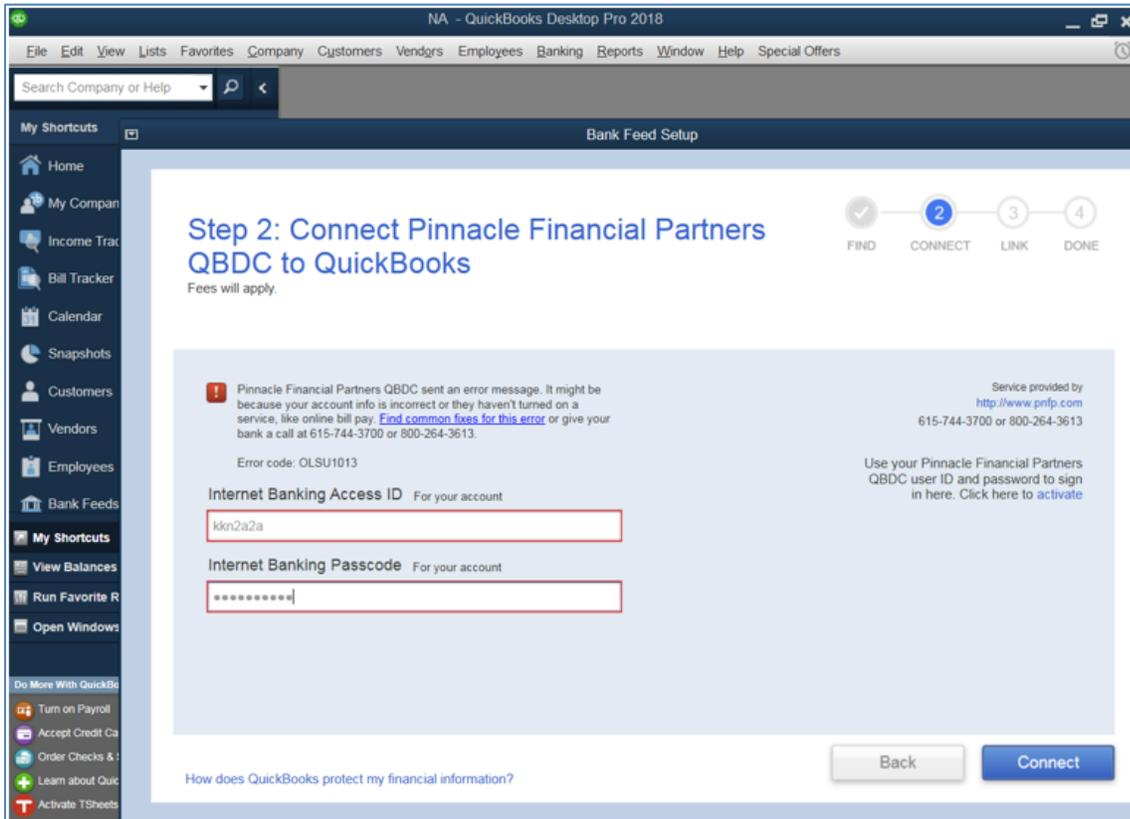 qb
NA - QuickBooks Desktop Pro 2018
File Edit View Lists Favorites Company Customers Vendors Employees Banking Reports Window Help Special Offers
Search Company or Help
My Shortcuts
Bank Feed Setup
Home
My Compan
Income Trac
Bill Tracker
Calendar
31
Snapshots
Customers
Vendors
Employees
Bank Feeds
My Shortcuts
View Balances
Run Favorite R
Open Windows
Do More With QuickBo
Turn on Payroll
Accept Credit Ca
Order Checks &
Learn about Quic
Activate TSheets
Step 2: Connect Pinnacle Financial Partners
QBDC to QuickBooks
Fees will apply.
2 3 4
FIND CONNECT LINK DONE
Pinnacle Financial Partners QBDC sent an error message. It might be
because your account info is incorrect or they haven't turned on a
service, like online bill pay. Find common fixes for this error or give your
bank a call at 615-744-3700 or 800-264-3613.
Error code: OLSU1013
Service provided by
http://www.pnfp.com
615-744-3700 or 800-264-3613
Use your Pinnacle Financial Partners
QBDC user ID and password to sign
in here. Click here to activate
Internet Banking Access ID For your account
kkn2a2a
Internet Banking Passcode For your account
••••••••••
How does QuickBooks protect my financial information?
Back Connect